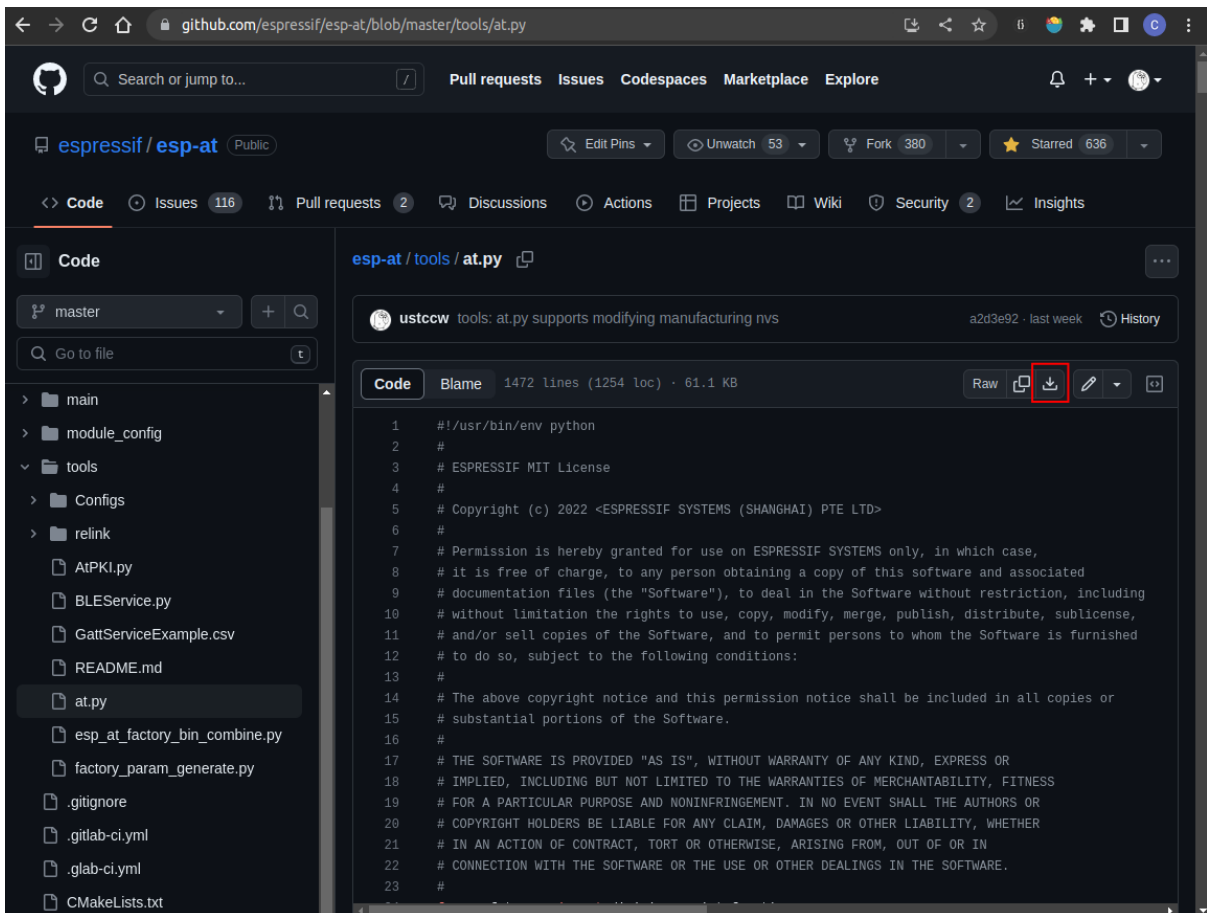 github.com/espressif/esp-at/blob/master/tools/at.py
C
Search or jump to...
/
Pull requests Issues Codespaces Marketplace Explore
espressif / esp-at Public
Edit Pins
Unwatch 53
Fork 380
Starred 636
Code
Issues 116
Pull requests 2
Discussions
Actions
Projects
Wiki
Security 2
Insights
Code
master
Go to file
t
main
module_config
tools
Configs
relink
AtPKI.py
BLEService.py
GattServiceExample.csv
README.md
at.py
esp_at_factory_bin_combine.py
factory_param_generate.py
.gitignore
.gitlab-ci.yml
.glab-ci.yml
CMakeLists.txt
esp-at / tools / at.py
ustccw tools: at.py supports modifying manufacturing nvs
a2d3e92 · last week History
Code Blame 1472 lines (1254 loc) · 61.1 KB
Raw
1 #!/usr/bin/env python
2 #
3 # ESPRESSIF MIT License
4 #
5 # Copyright (c) 2022 <ESPRESSIF SYSTEMS (SHANGHAI) PTE LTD>
6 #
7 # Permission is hereby granted for use on ESPRESSIF SYSTEMS only, in which case,
8 # it is free of charge, to any person obtaining a copy of this software and associated
9 # documentation files (the "Software"), to deal in the Software without restriction, including
10 # without limitation the rights to use, copy, modify, merge, publish, distribute, sublicense,
11 # and/or sell copies of the Software, and to permit persons to whom the Software is furnished
12 # to do so, subject to the following conditions:
13 #
14 # The above copyright notice and this permission notice shall be included in all copies or
15 # substantial portions of the Software.
16 #
17 # THE SOFTWARE IS PROVIDED "AS IS", WITHOUT WARRANTY OF ANY KIND, EXPRESS OR
18 # IMPLIED, INCLUDING BUT NOT LIMITED TO THE WARRANTIES OF MERCHANTABILITY, FITNESS
19 # FOR A PARTICULAR PURPOSE AND NONINFRINGEMENT. IN NO EVENT SHALL THE AUTHORS OR
20 # COPYRIGHT HOLDERS BE LIABLE FOR ANY CLAIM, DAMAGES OR OTHER LIABILITY, WHETHER
21 # IN AN ACTION OF CONTRACT, TORT OR OTHERWISE, ARISING FROM, OUT OF OR IN
22 # CONNECTION WITH THE SOFTWARE OR THE USE OR OTHER DEALINGS IN THE SOFTWARE.
23 #